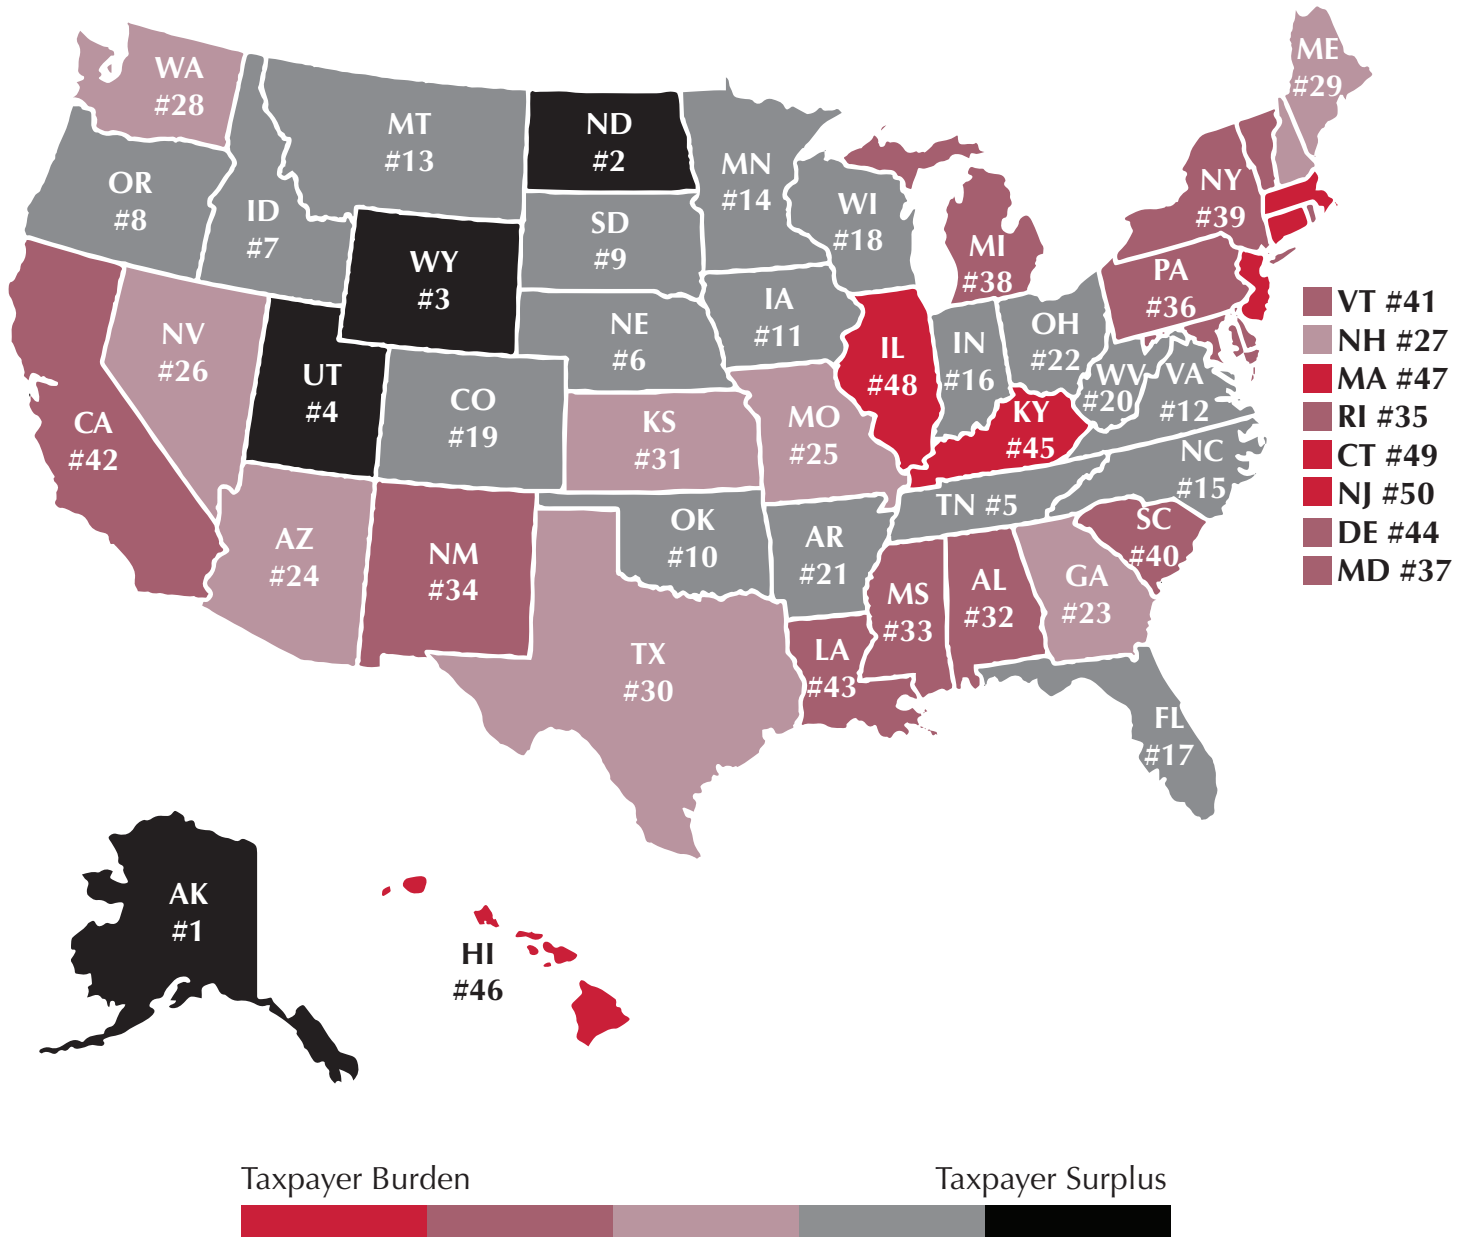 WA
#28
MT
#13
ND
#2
MN
#14
ME
#29
OR
#8
ID
#7
WY
#3
SD
#9
WI
#18
MI
#38
NY
#39
PA
#36
NV
#26
UT
#4
CO
#19
NE
#6
IA
#11
IL
#48
IN
#16
OH
#22
WV
#20
VA
#12
CA
#42
KS
#31
MO
#25
KY
#45
NC
#15
TN #5
SC
#40
AZ
#24
NM
#34
OK
#10
AR
#21
MS
#33
AL
#32
GA
#23
TX
#30
LA
#43
FL
#17
AK
#1
HI
#46
VT #41
NH #27
MA #47
RI #35
CT #49
NJ #50
DE #44
MD #37
Taxpayer Burden
Taxpayer Surplus